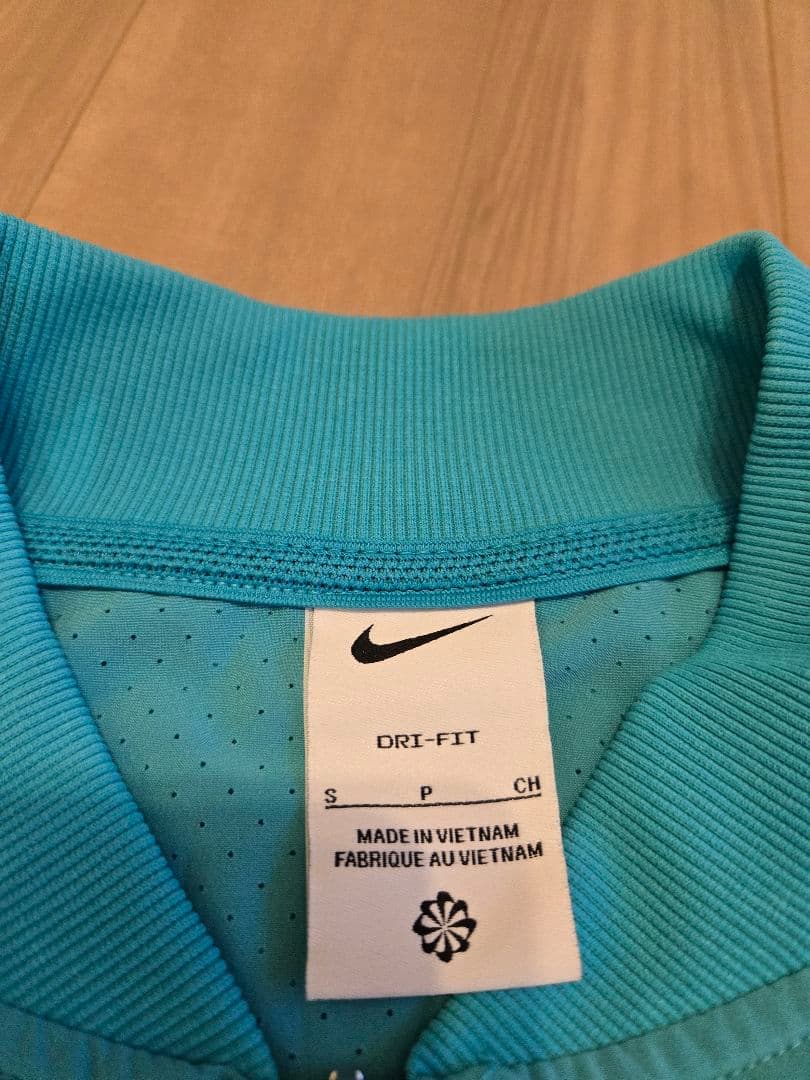 DRI-FIT
S P CH
MADE IN VIETNAM
FABRIQUE AU VIETNAM